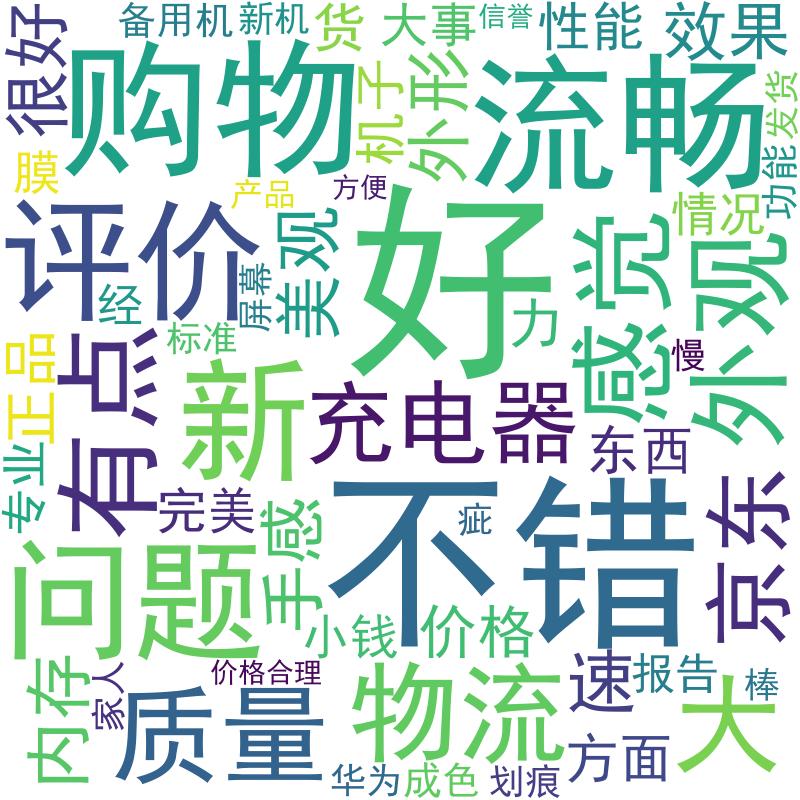 很好
备用机
新机
货
大事
信誉
性能
效果
购物
机子
外形
流畅
发货
功能
膜
产品
方便
评价
经
屏幕
美观
好
力
感觉
情况
外观
正品
有点
标准
新
充电器
慢
东西
京东
专业
完美
手感
不错
疵
问题
小钱
价格
内存
家人
价格合理
质量
物流
速
报告
棒
大
方面
华为
成色
划痕